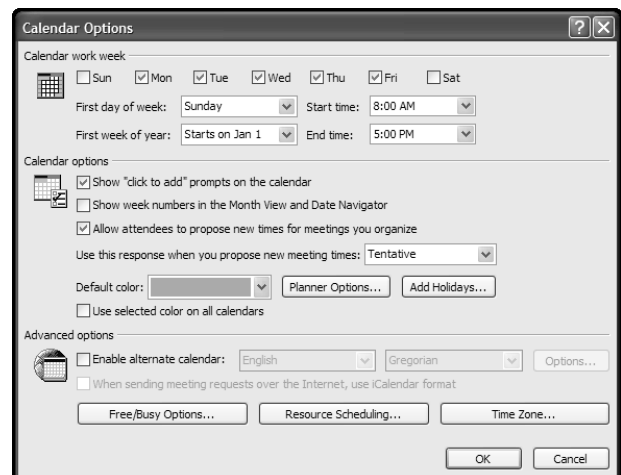 Calendar Options
Calendar work week
Sun Mon Tue Wed Thu Fri Sat
First day of week: Sunday Start time: 8:00 AM
First week of year: Starts on Jan 1 End time: 5:00 PM
Calendar options
Show "click to add" prompts on the calendar
Show week numbers in the Month View and Date Navigator
Allow attendees to propose new times for meetings you organize
Use this response when you propose new meeting times: Tentative
Default color: Planner Options... Add Holidays...
Use selected color on all calendars
Advanced options
Enable alternate calendar: English Gregorian Options...
When sending meeting requests over the Internet, use iCalendar format
Free/Busy Options... Resource Scheduling... Time Zone...
OK Cancel